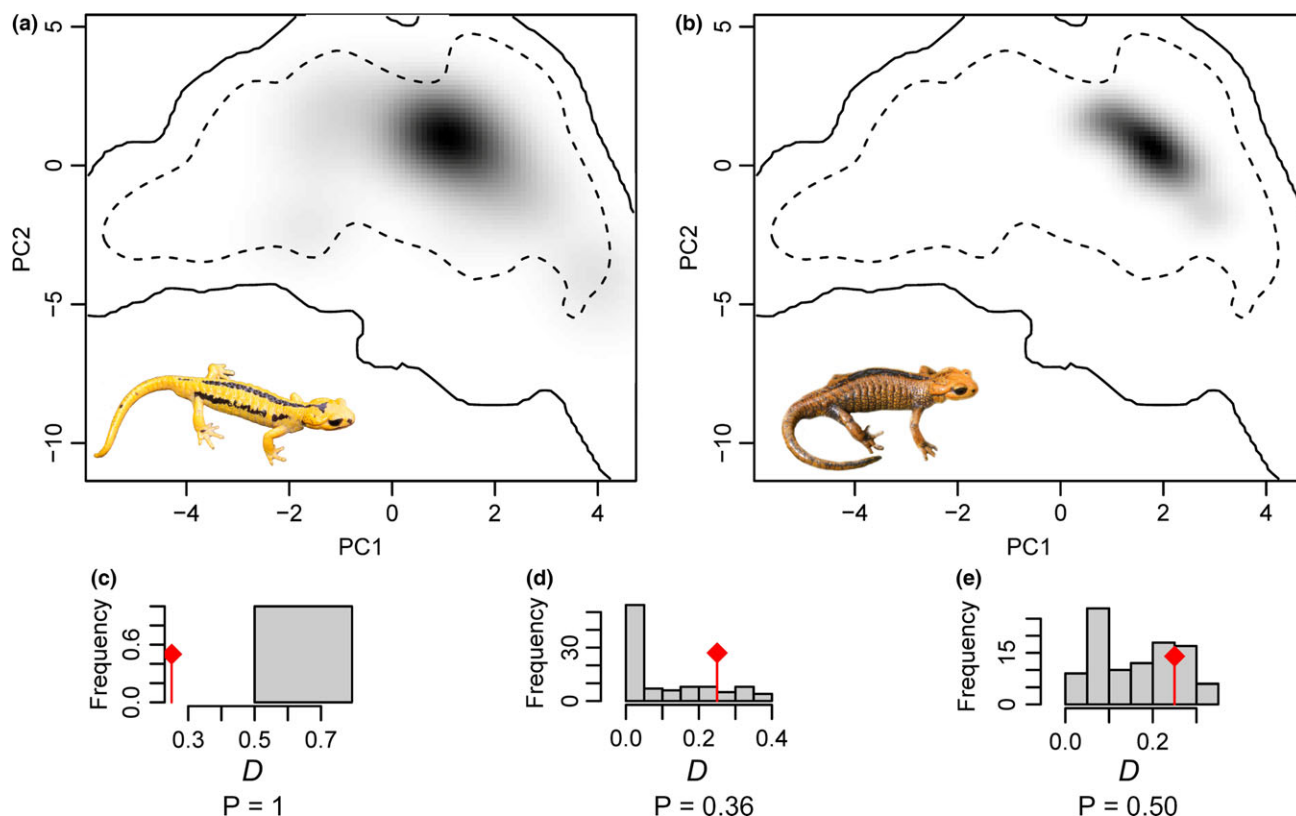 (a)
5
0
−5
−10
PC2
−4
−2
0
2
4
PC1
(b)
5
0
−5
−10
PC2
−4
−2
0
2
4
PC1
(c)
Frequency
0.0
0.6
0.3
0.5
0.7
D
P = 1
(d)
Frequency
0
30
0.0
0.2
0.4
D
P = 0.36
(e)
Frequency
0
15
0.0
0.2
D
P = 0.50